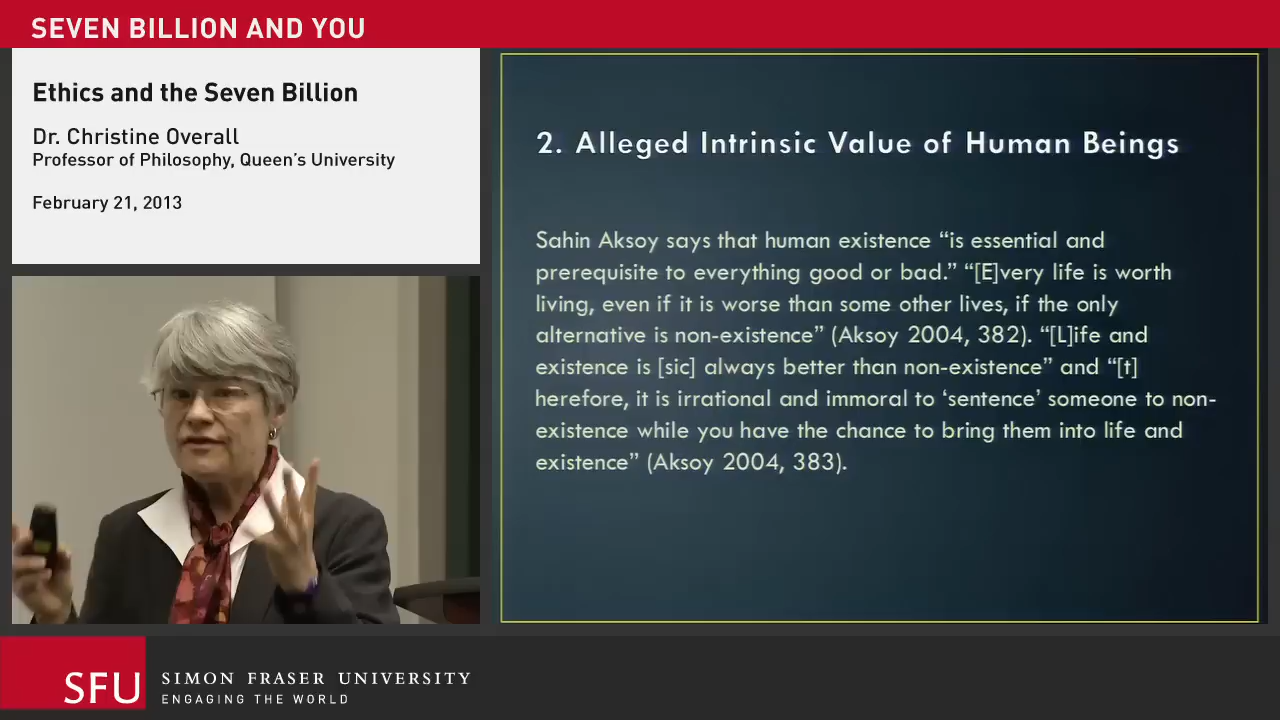 SEVEN BILLION AND YOU
Ethics and the Seven Billion
Dr. Christine Overall
Professor of Philosophy, Queen's University
February 21, 2013
2. Alleged Intrinsic Value of Human Beings
Sahin Aksoy says that human existence “is essential and
prerequisite to everything good or bad.” “[E]very life is worth
living, even if it is worse than some other lives, if the only
alternative is non-existence” (Aksoy 2004, 382). “[L]ife and
existence is [sic] always better than non-existence” and “[t]
herefore, it is irrational and immoral to ‘sentence’ someone to non-
existence while you have the chance to bring them into life and
existence” (Aksoy 2004, 383).
SFU
SIMON FRASER UNIVERSITY
ENGAGING THE WORLD